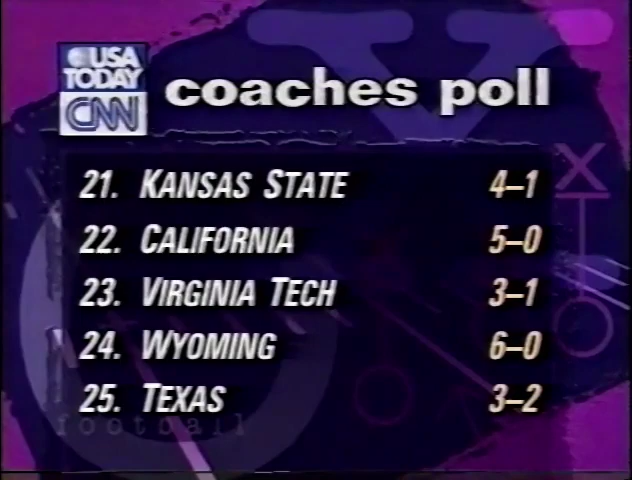 USA
TODAY
CNN
coaches poll
21. KANSAS STATE 4–1
22. CALIFORNIA 5–0
23. VIRGINIA TECH 3–1
24. WYOMING 6–0
25. TEXAS 3–2
football